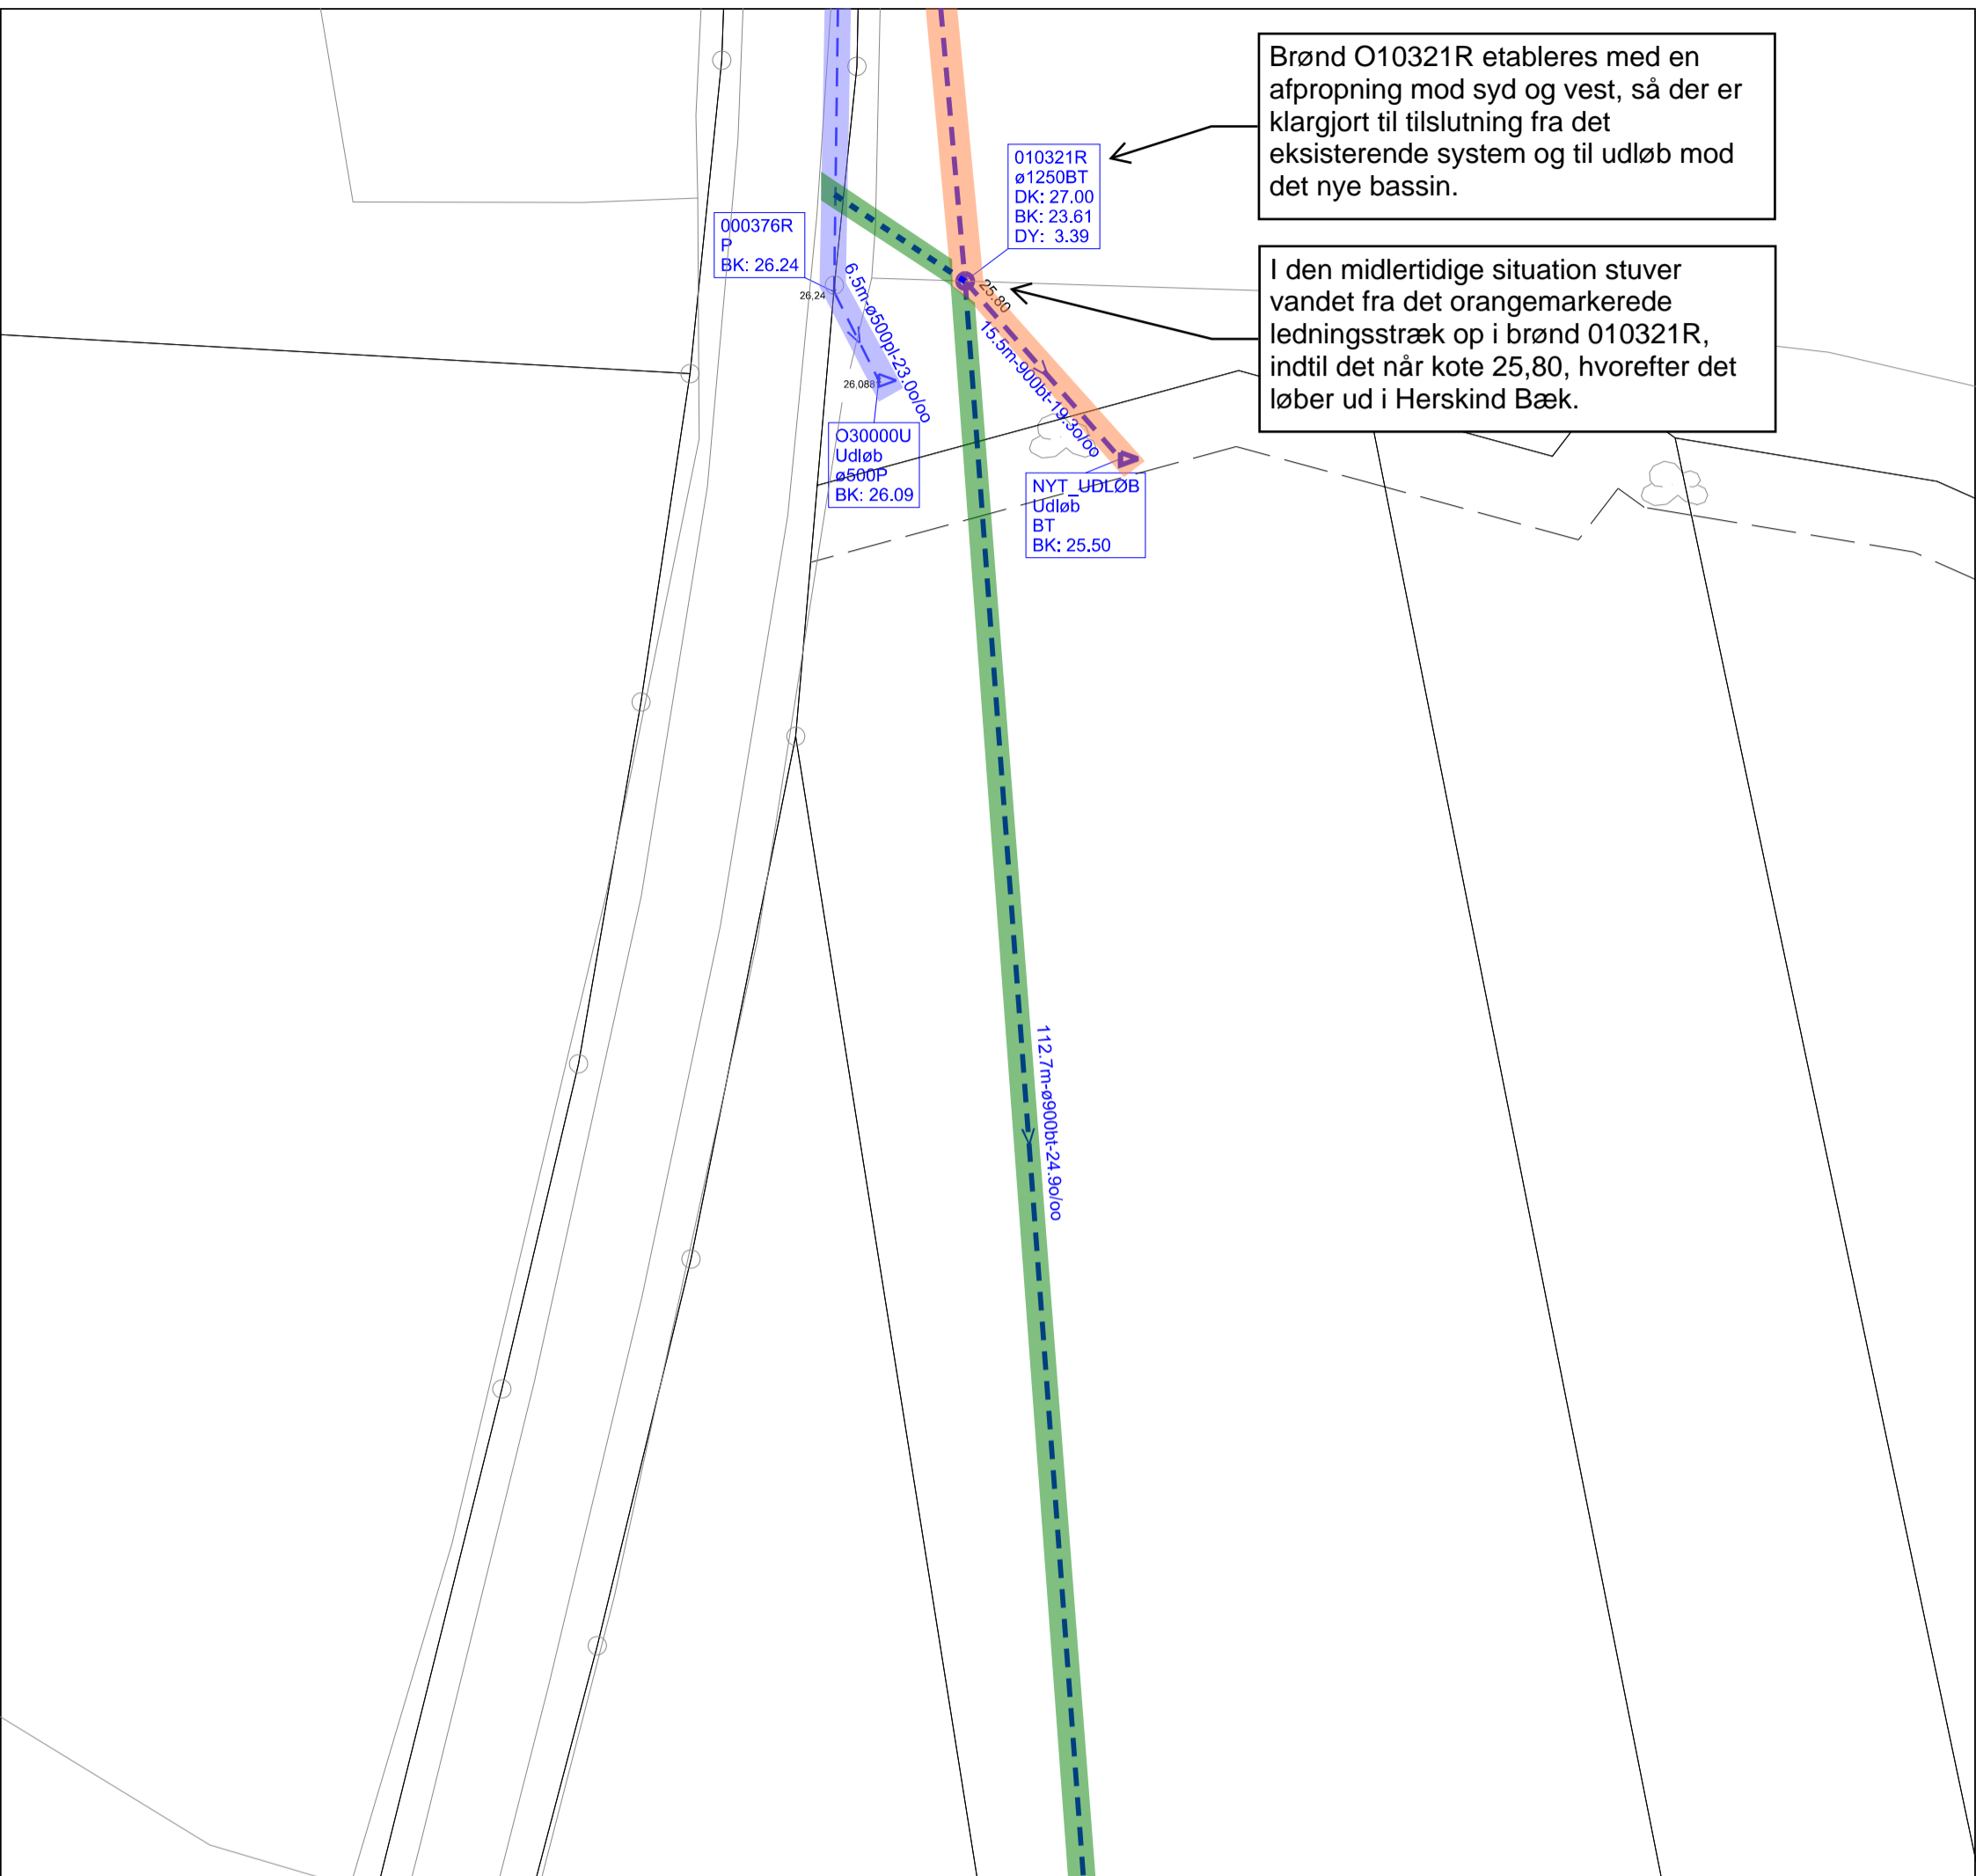 Brønd O10321R etableres med en
afpropning mod syd og vest, så der er
klargjort til tilslutning fra det
eksisterende system og til udløb mod
det nye bassin.
010321R
ø1250BT
DK: 27.00
BK: 23.61
DY: 3.39
000376R
P
BK: 26.24
I den midlertidige situation stuver
vandet fra det orangemarkerede
ledningsstræk op i brønd 010321R,
indtil det når kote 25,80, hvorefter det
løber ud i Herskind Bæk.
26,24
6.5m-ø500pl-23.0o/oo
25.80
15.5m-900bt-19.3o/oo
26,088
O30000U
Udløb
ø500P
BK: 26.09
NYT_UDLØB
Udløb
BT
BK: 25.50
112.7m-ø900bt-24.9o/oo